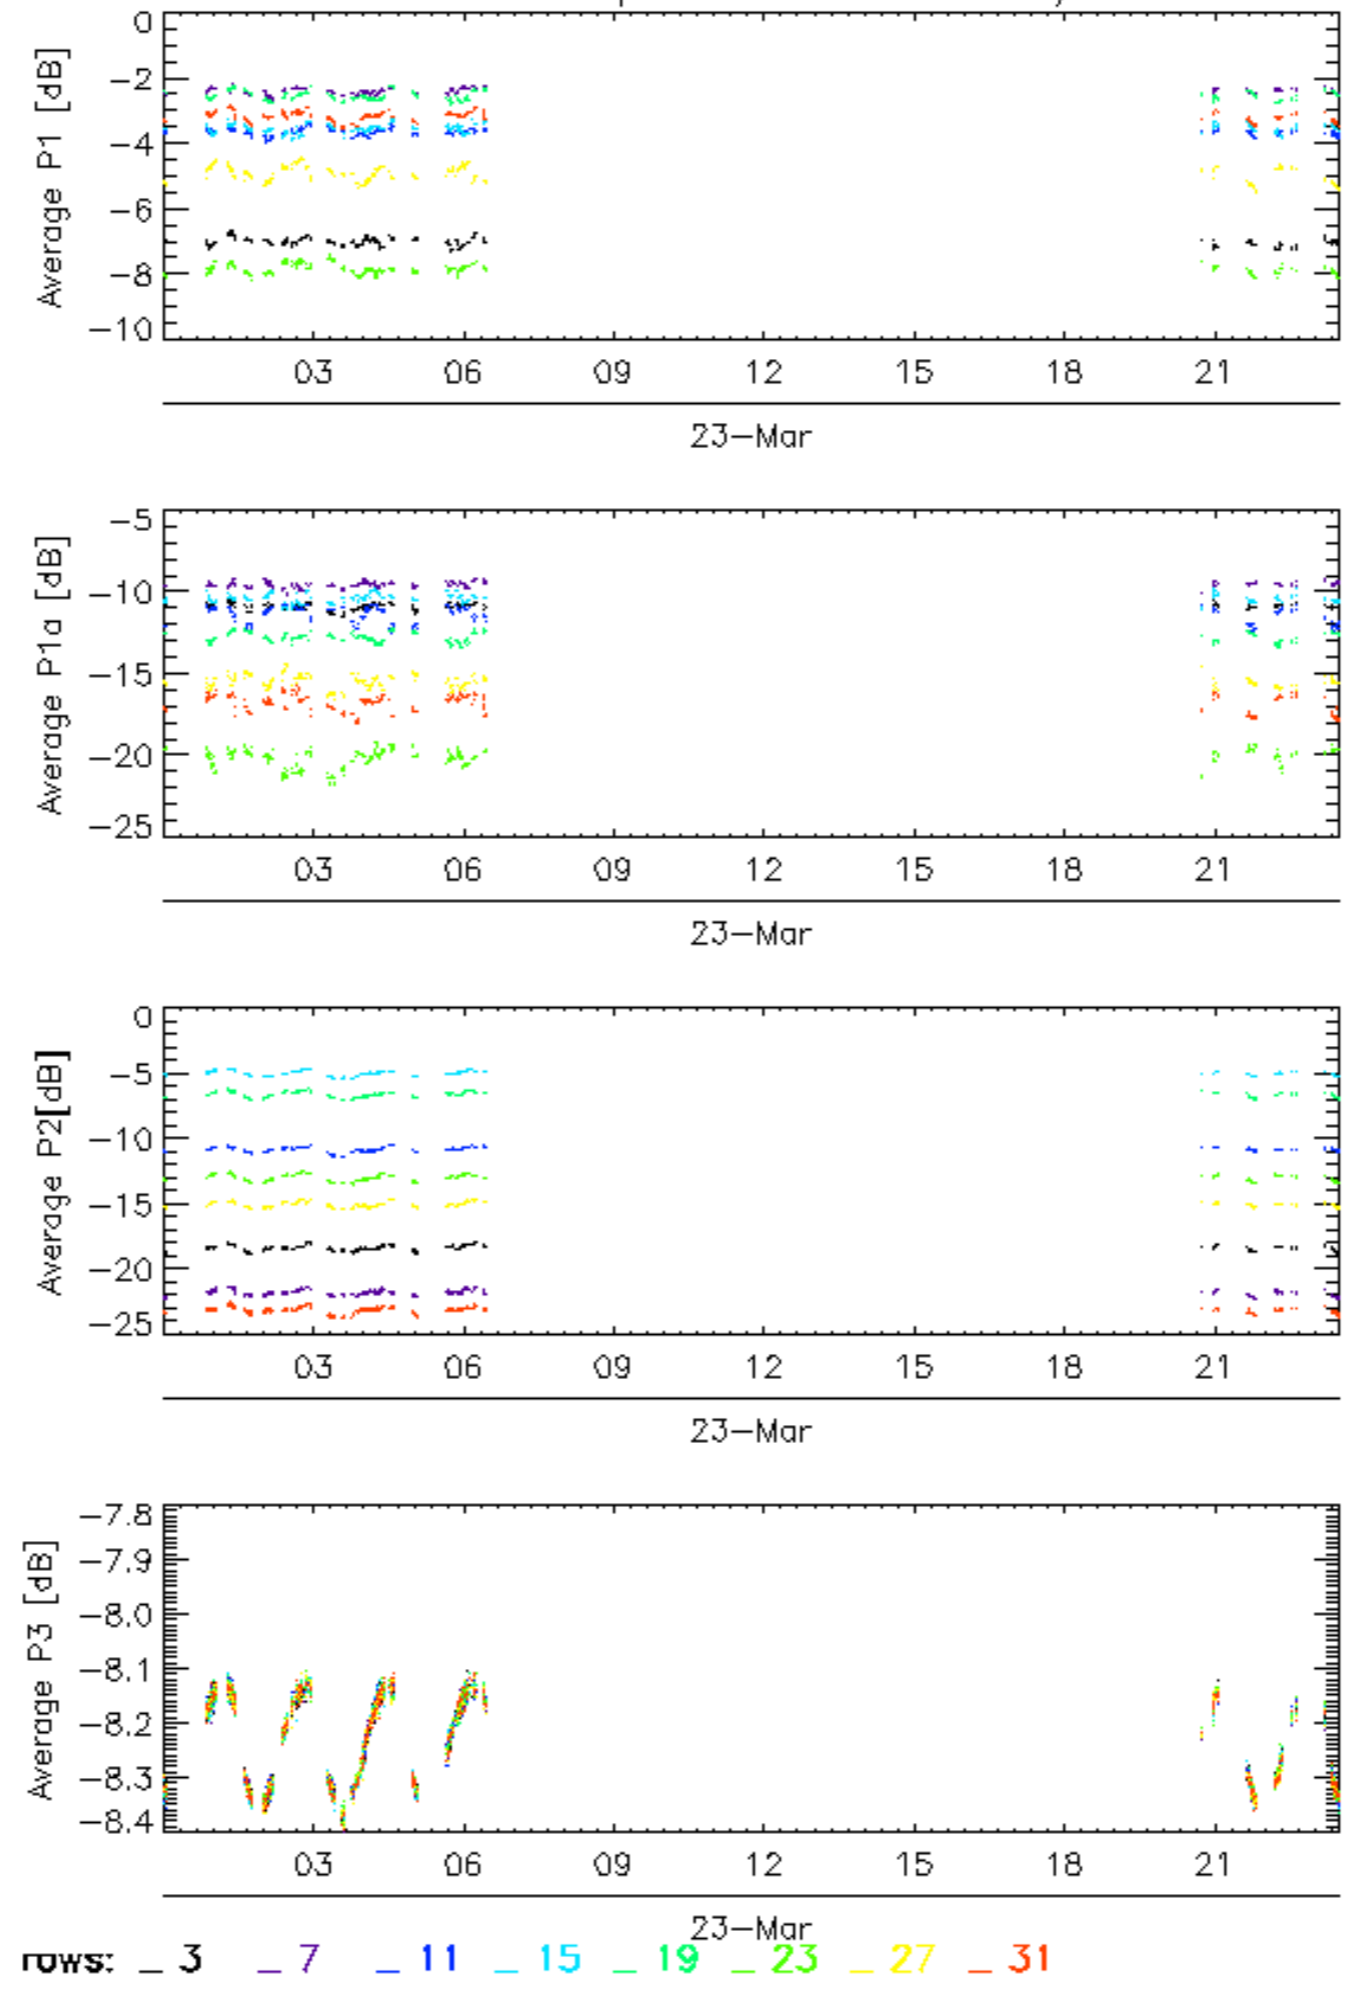 0
−2
−4
−6
−8
−10
Average P1 [dB]
03 06 09 12 15 18 21
23−Mar
−5
−10
−15
−20
−25
Average P1a [dB]
03 06 09 12 15 18 21
23−Mar
0
−5
−10
−15
−20
−25
Average P2[dB]
03 06 09 12 15 18 21
23−Mar
−7.8
−7.9
−8.0
−8.1
−8.2
−8.3
−8.4
Average P3 [dB]
03 06 09 12 15 18 21
23−Mar
rows: _ 3 _ 7 _ 11 _ 15 _ 19 _ 23 _ 27 _ 31